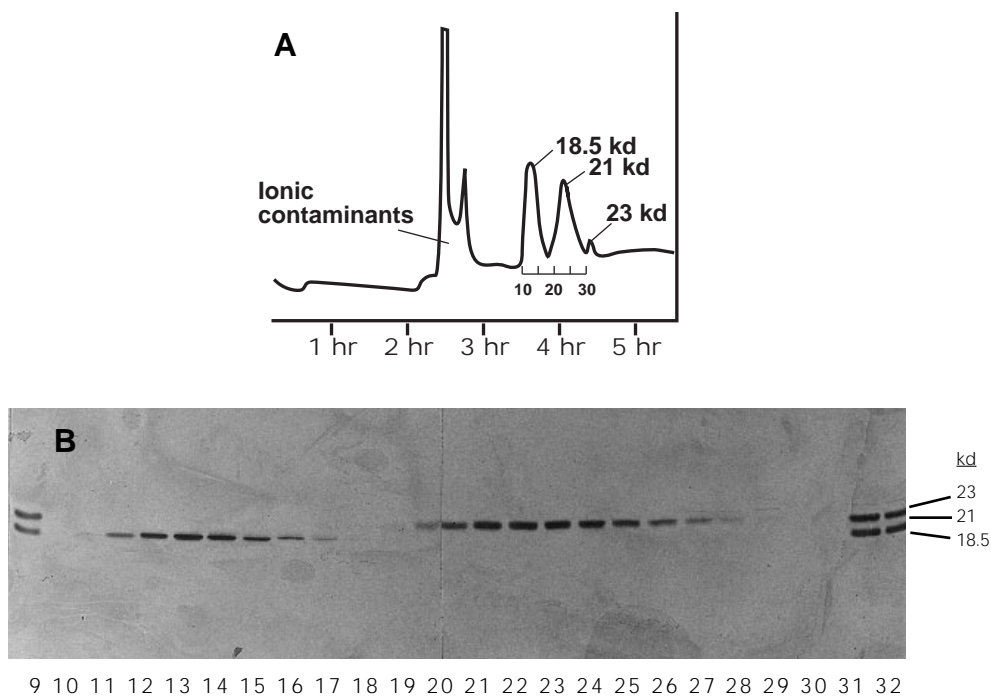 A
18.5 kd
21 kd
Ionic
contaminants
23 kd
10 20 30
1 hr 2 hr 3 hr 4 hr 5 hr
B
kd
23
21
18.5
9 10 11 12 13 14 15 16 17 18 19 20 21 22 23 24 25 26 27 28 29 30 31 32